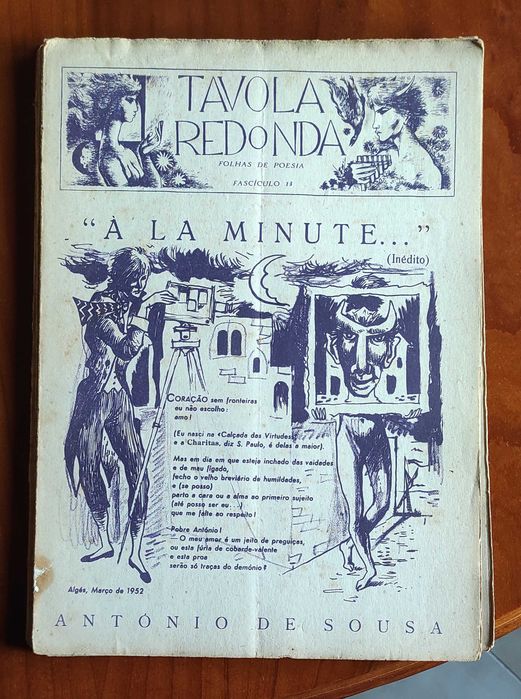 TAVOLA
REDONDA
FOLHAS DE POESIA
FASCÍCULO 13
"À LA MINUTE..."
(Inédito)
CORAÇÃO sem fronteiras
eu não escolho:
amo!
(Eu nasci na «Calçada das Virtudes»
e a Charitas, diz S. Paulo, é delas a maior).
Mas em dia em que esteja inchado das vaidades
e de meu fígado,
fecho o velho breviário de humildades,
e (se posso)
parto a cara ou a alma ao primeiro sujeito
(até posso ser eu...)
que me falte ao respeito!
Pobre António!
— O meu amor é um jeito de preguiças,
ou esta fúria de cobarde-valente
e esta proa
serão só traças do demónio?
Algés, Março de 1952
ANTÓNIO DE SOUSA